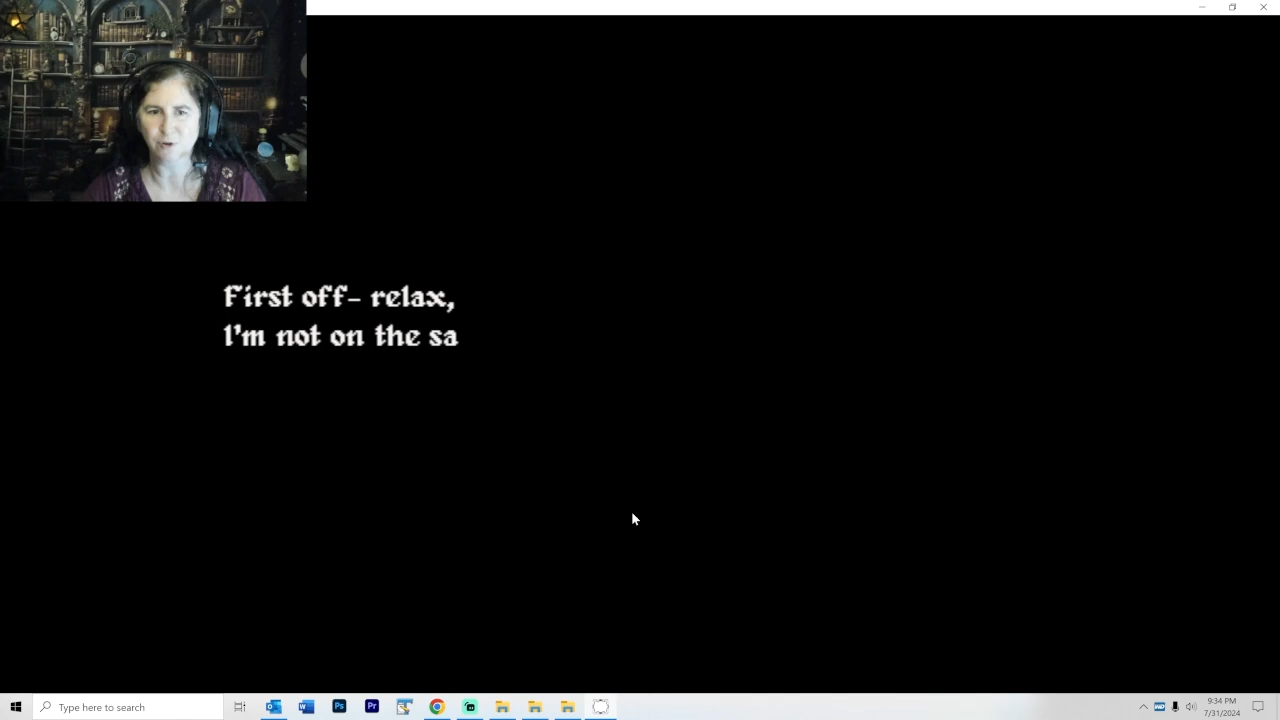 First off- relax,
I'm not on the sa
Type here to search
9:34 PM
7/31/2024